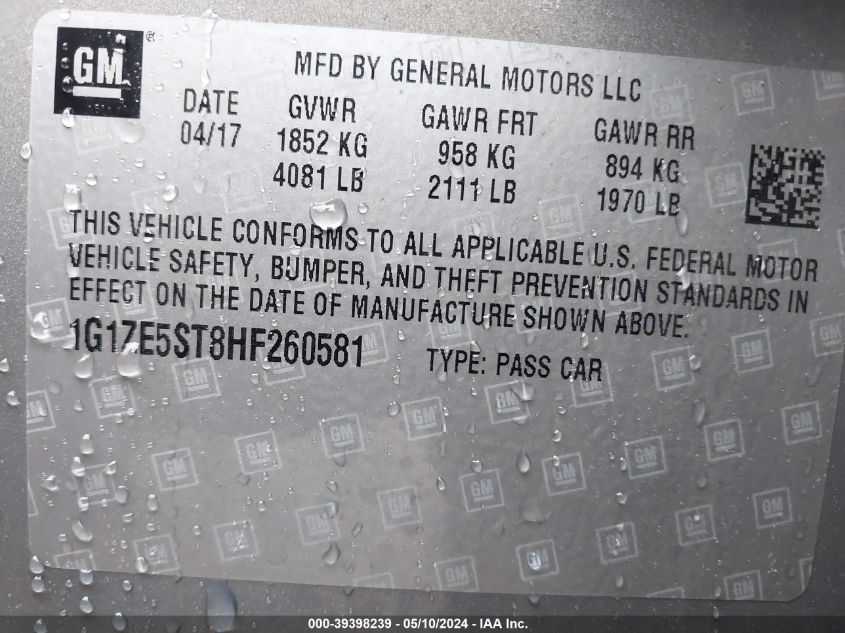 GM ®
MFD BY GENERAL MOTORS LLC
DATE GVWR GAWR FRT GAWR RR
04/17 1852 KG 958 KG 894 KG
4081 LB 2111 LB 1970 LB
THIS VEHICLE CONFORMS TO ALL APPLICABLE U.S. FEDERAL MOTOR
VEHICLE SAFETY, BUMPER, AND THEFT PREVENTION STANDARDS IN
EFFECT ON THE DATE OF MANUFACTURE SHOWN ABOVE.
1G1ZE5ST8HF260581 TYPE: PASS CAR
000-39398239 - 05/10/2024 - IAA Inc.